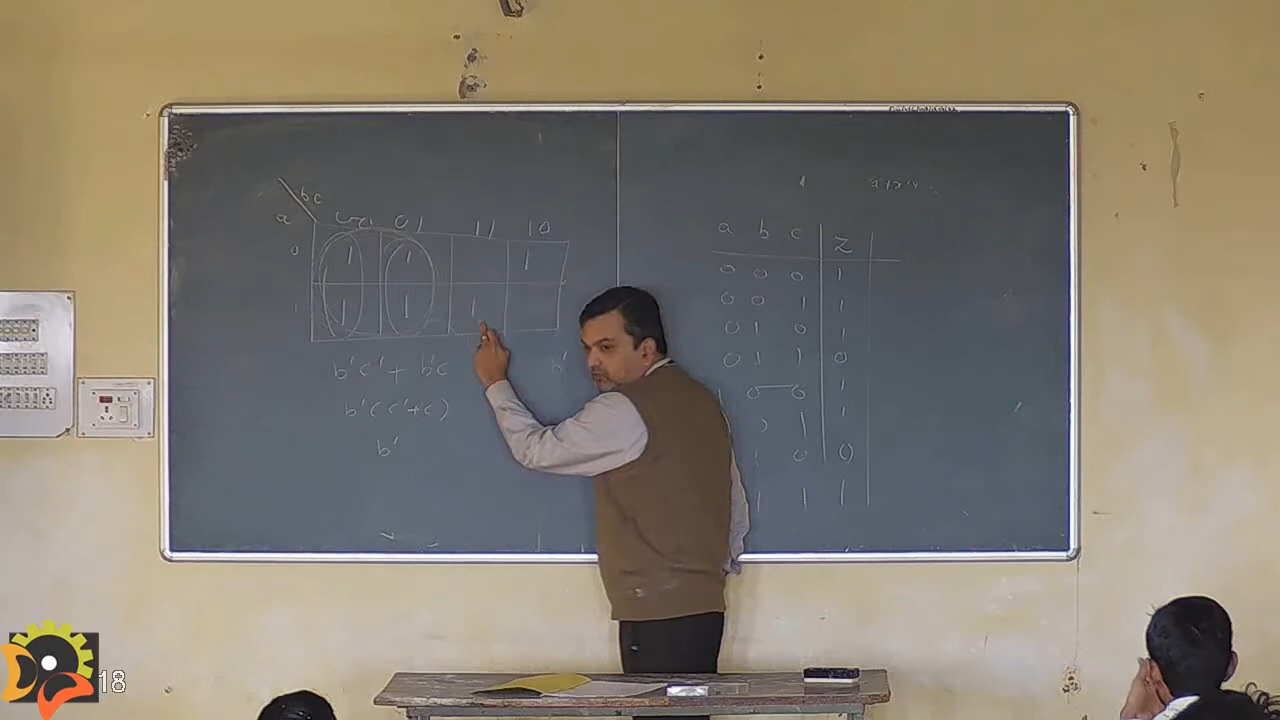 bc
a 00 01 11 10
0 1 1 1
1 1 1 1
b'c' + b'c b'
b'(c'+c)
b'
a b c z
0 0 0 1
0 0 1 1
0 1 0 1
0 1 1 0
1 0 0 1
0 1 1
1 0 0
1 1 1
18